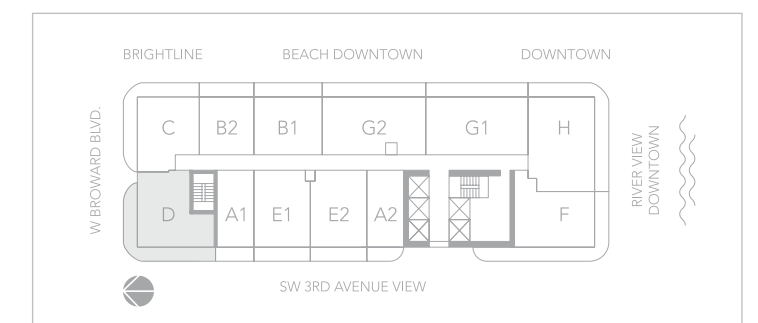 BRIGHTLINE BEACH DOWNTOWN DOWNTOWN
W BROWARD BLVD.
C B2 B1 G2 G1 H
RIVER VIEW
DOWNTOWN
D A1 E1 E2 A2 F
SW 3RD AVENUE VIEW